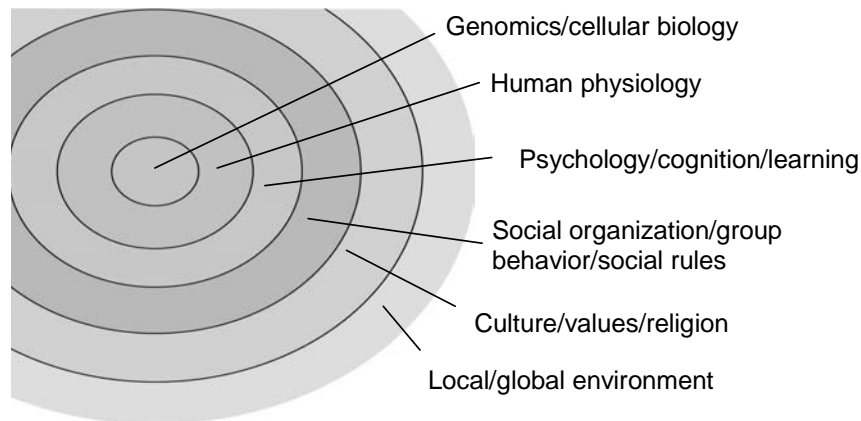 Genomics/cellular biology
Human physiology
Psychology/cognition/learning
Social organization/group
behavior/social rules
Culture/values/religion
Local/global environment